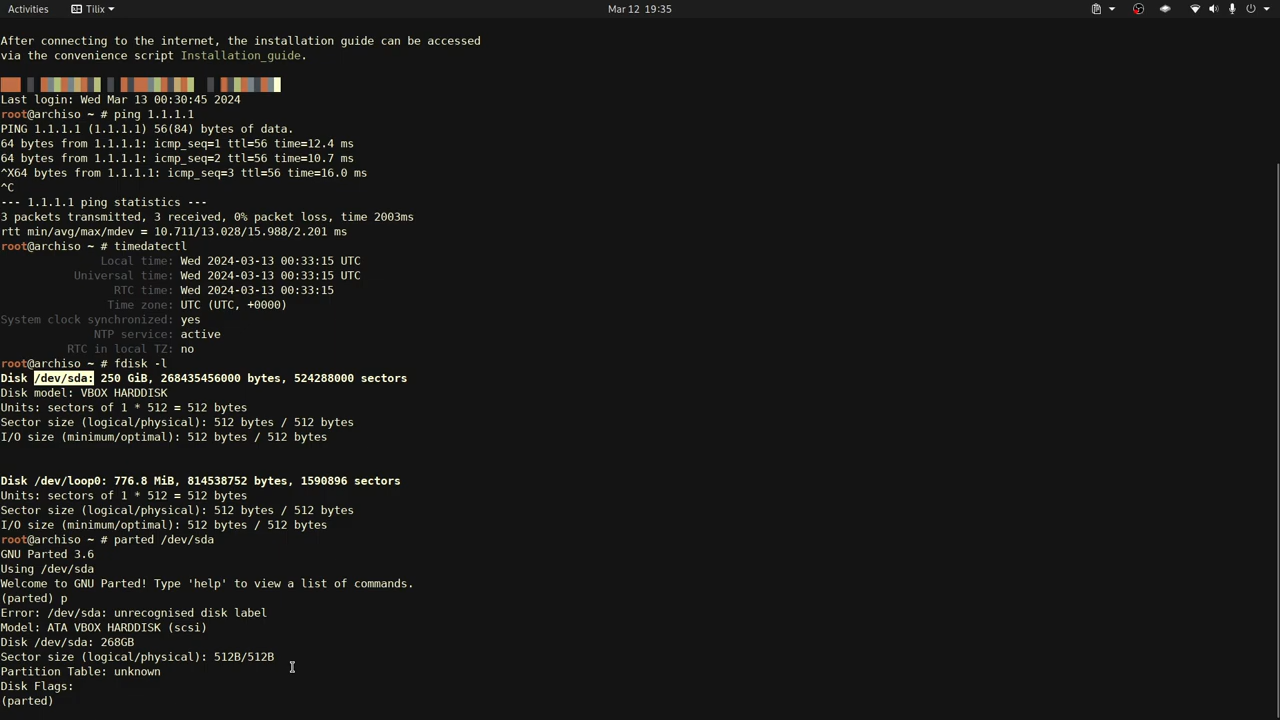 Activities
Tilix
Mar 12 19:35
After connecting to the internet, the installation guide can be accessed
via the convenience script Installation_guide.
Last login: Wed Mar 13 00:30:45 2024
root@archiso ~ # ping 1.1.1.1
PING 1.1.1.1 (1.1.1.1) 56(84) bytes of data.
64 bytes from 1.1.1.1: icmp_seq=1 ttl=56 time=12.4 ms
64 bytes from 1.1.1.1: icmp_seq=2 ttl=56 time=10.7 ms
^X64 bytes from 1.1.1.1: icmp_seq=3 ttl=56 time=16.0 ms
^C
--- 1.1.1.1 ping statistics ---
3 packets transmitted, 3 received, 0% packet loss, time 2003ms
rtt min/avg/max/mdev = 10.711/13.028/15.988/2.201 ms
root@archiso ~ # timedatectl
Local time: Wed 2024-03-13 00:33:15 UTC
Universal time: Wed 2024-03-13 00:33:15 UTC
RTC time: Wed 2024-03-13 00:33:15
Time zone: UTC (UTC, +0000)
System clock synchronized: yes
NTP service: active
RTC in local TZ: no
root@archiso ~ # fdisk -l
Disk /dev/sda: 250 GiB, 268435456000 bytes, 524288000 sectors
Disk model: VBOX HARDDISK
Units: sectors of 1 * 512 = 512 bytes
Sector size (logical/physical): 512 bytes / 512 bytes
I/O size (minimum/optimal): 512 bytes / 512 bytes
Disk /dev/loop0: 776.8 MiB, 814538752 bytes, 1590896 sectors
Units: sectors of 1 * 512 = 512 bytes
Sector size (logical/physical): 512 bytes / 512 bytes
I/O size (minimum/optimal): 512 bytes / 512 bytes
root@archiso ~ # parted /dev/sda
GNU Parted 3.6
Using /dev/sda
Welcome to GNU Parted! Type 'help' to view a list of commands.
(parted) p
Error: /dev/sda: unrecognised disk label
Model: ATA VBOX HARDDISK (scsi)
Disk /dev/sda: 268GB
Sector size (logical/physical): 512B/512B
Partition Table: unknown
Disk Flags:
(parted)